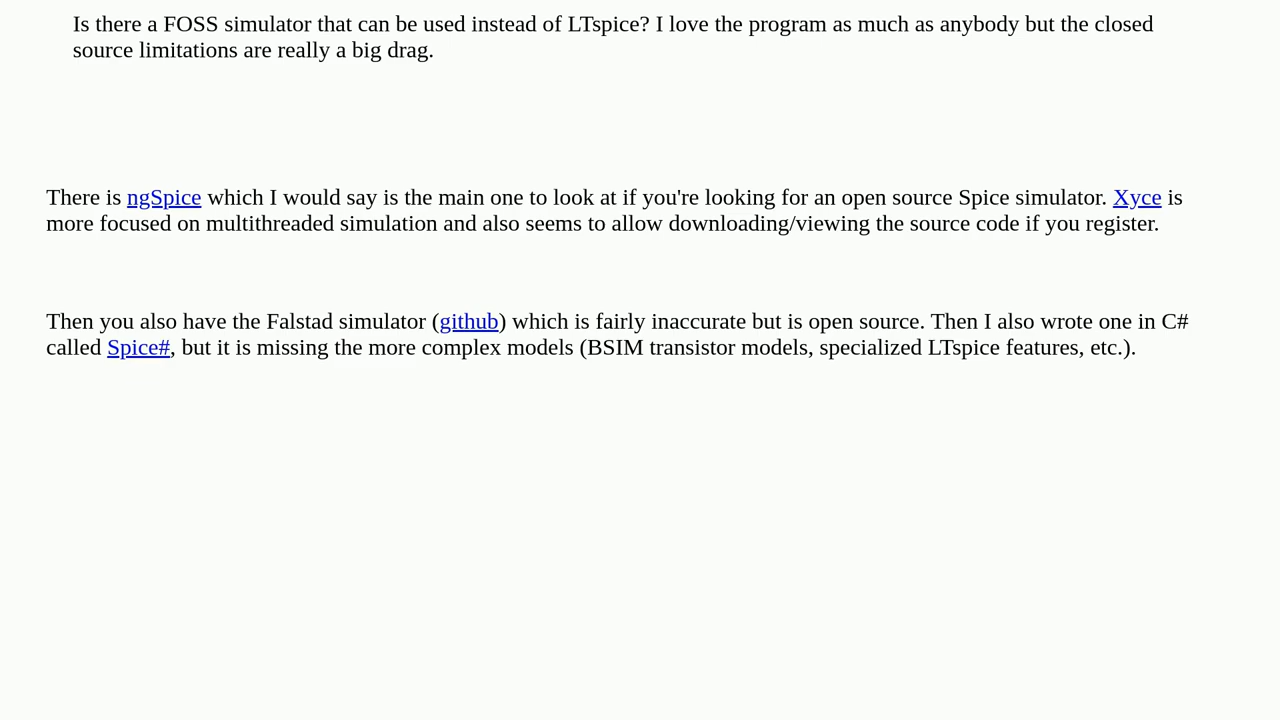 Is there a FOSS simulator that can be used instead of LTspice? I love the program as much as anybody but the closed
source limitations are really a big drag.
There is ngSpice which I would say is the main one to look at if you're looking for an open source Spice simulator. Xyce is
more focused on multithreaded simulation and also seems to allow downloading/viewing the source code if you register.
Then you also have the Falstad simulator (github) which is fairly inaccurate but is open source. Then I also wrote one in C#
called Spice#, but it is missing the more complex models (BSIM transistor models, specialized LTspice features, etc.).